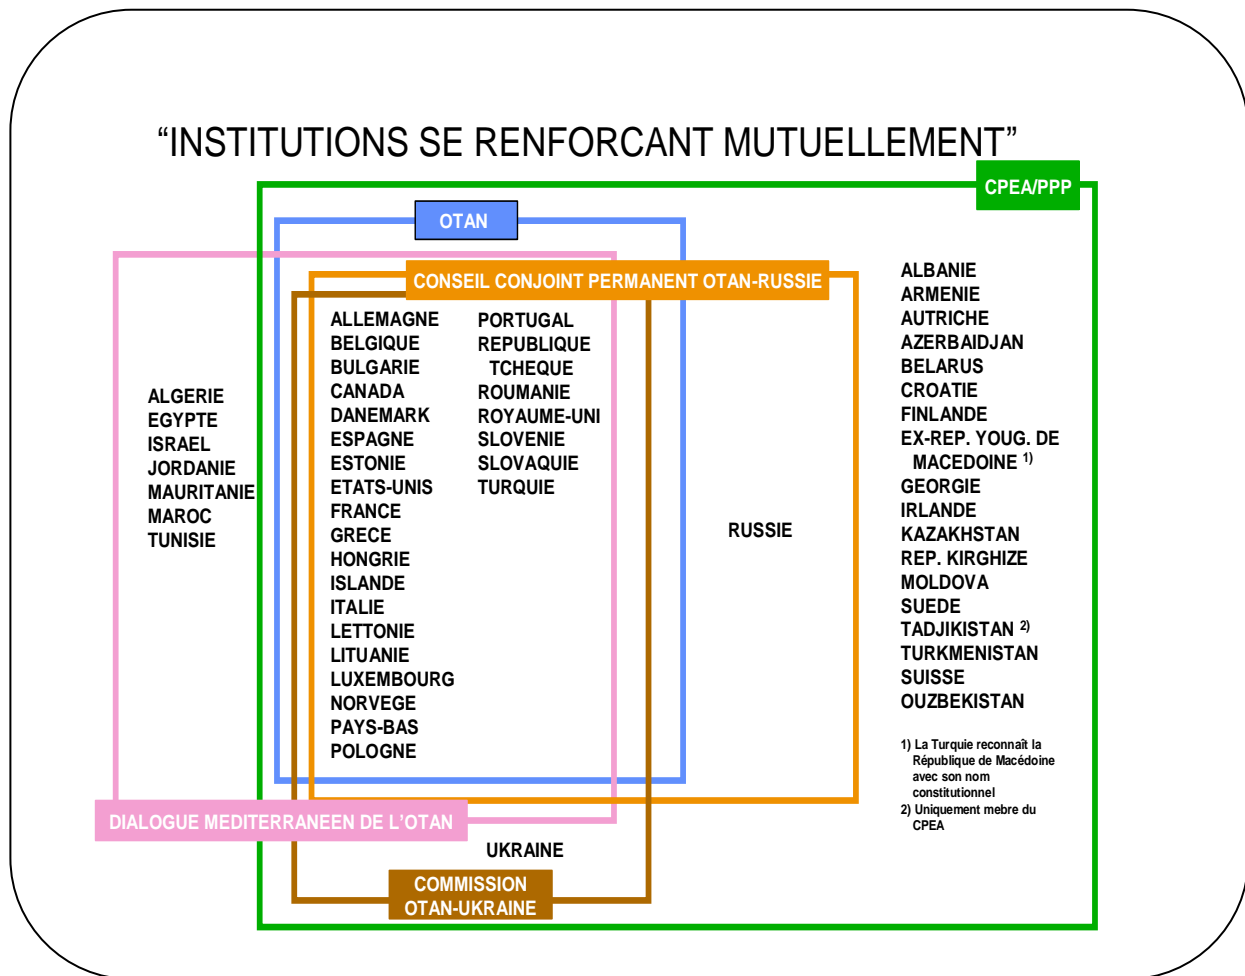 “INSTITUTIONS SE RENFORCANT MUTUELLEMENT”
CPEA/PPP
OTAN
CONSEIL CONJOINT PERMANENT OTAN-RUSSIE
ALGERIE
EGYPTE
ISRAEL
JORDANIE
MAURITANIE
MAROC
TUNISIE
ALLEMAGNE
BELGIQUE
BULGARIE
CANADA
DANEMARK
ESPAGNE
ESTONIE
ETATS-UNIS
FRANCE
GRECE
HONGRIE
ISLANDE
ITALIE
LETTONIE
LITUANIE
LUXEMBOURG
NORVEGE
PAYS-BAS
POLOGNE
PORTUGAL
REPUBLIQUE
TCHEQUE
ROUMANIE
ROYAUME-UNI
SLOVENIE
SLOVAQUIE
TURQUIE
RUSSIE
ALBANIE
ARMENIE
AUTRICHE
AZERBAIDJAN
BELARUS
CROATIE
FINLANDE
EX-REP. YOUG. DE
MACEDOINE 1)
GEORGIE
IRLANDE
KAZAKHSTAN
REP. KIRGHIZE
MOLDOVA
SUEDE
TADJIKISTAN 2)
TURKMENISTAN
SUISSE
OUZBEKISTAN
1) La Turquie reconnaît la
République de Macédoine
avec son nom
constitutionnel
2) Uniquement mebre du
CPEA
DIALOGUE MEDITERRANEEN DE L’OTAN
UKRAINE
COMMISSION
OTAN-UKRAINE